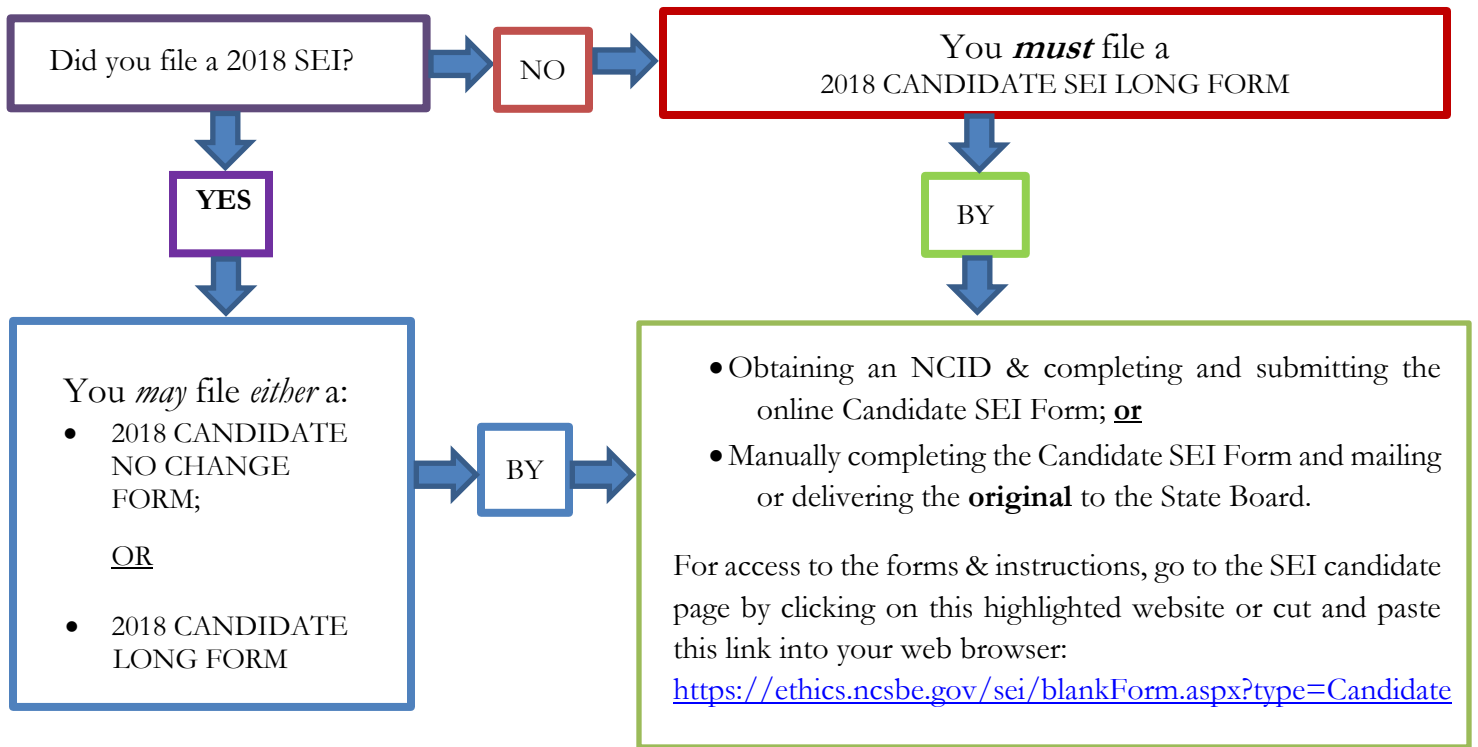 Did you file a 2018 SEI?
NO
You must file a
2018 CANDIDATE SEI LONG FORM
YES
BY
You may file either a:
• 2018 CANDIDATE
NO CHANGE
FORM;
OR
• 2018 CANDIDATE
LONG FORM
BY
• Obtaining an NCID & completing and submitting the
online Candidate SEI Form; or
• Manually completing the Candidate SEI Form and mailing
or delivering the original to the State Board.
For access to the forms & instructions, go to the SEI candidate
page by clicking on this highlighted website or cut and paste
this link into your web browser:
https://ethics.ncsbe.gov/sei/blankForm.aspx?type=Candidate